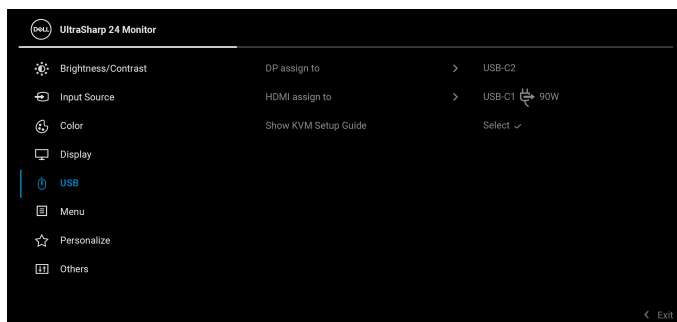 DELL UltraSharp 24 Monitor
Brightness/Contrast DP assign to USB-C2
Input Source HDMI assign to USB-C1 90W
Color Show KVM Setup Guide Select
Display
USB
Menu
Personalize
Others
Exit